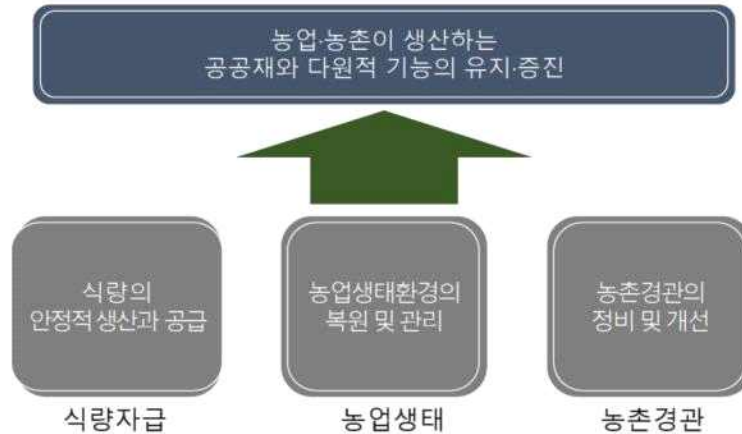 농업·농촌이 생산하는
공공재와 다원적 기능의 유지·증진
식량의
안정적 생산과 공급
농업생태환경의
복원 및 관리
농촌경관의
정비 및 개선
식량자급
농업생태
농촌경관